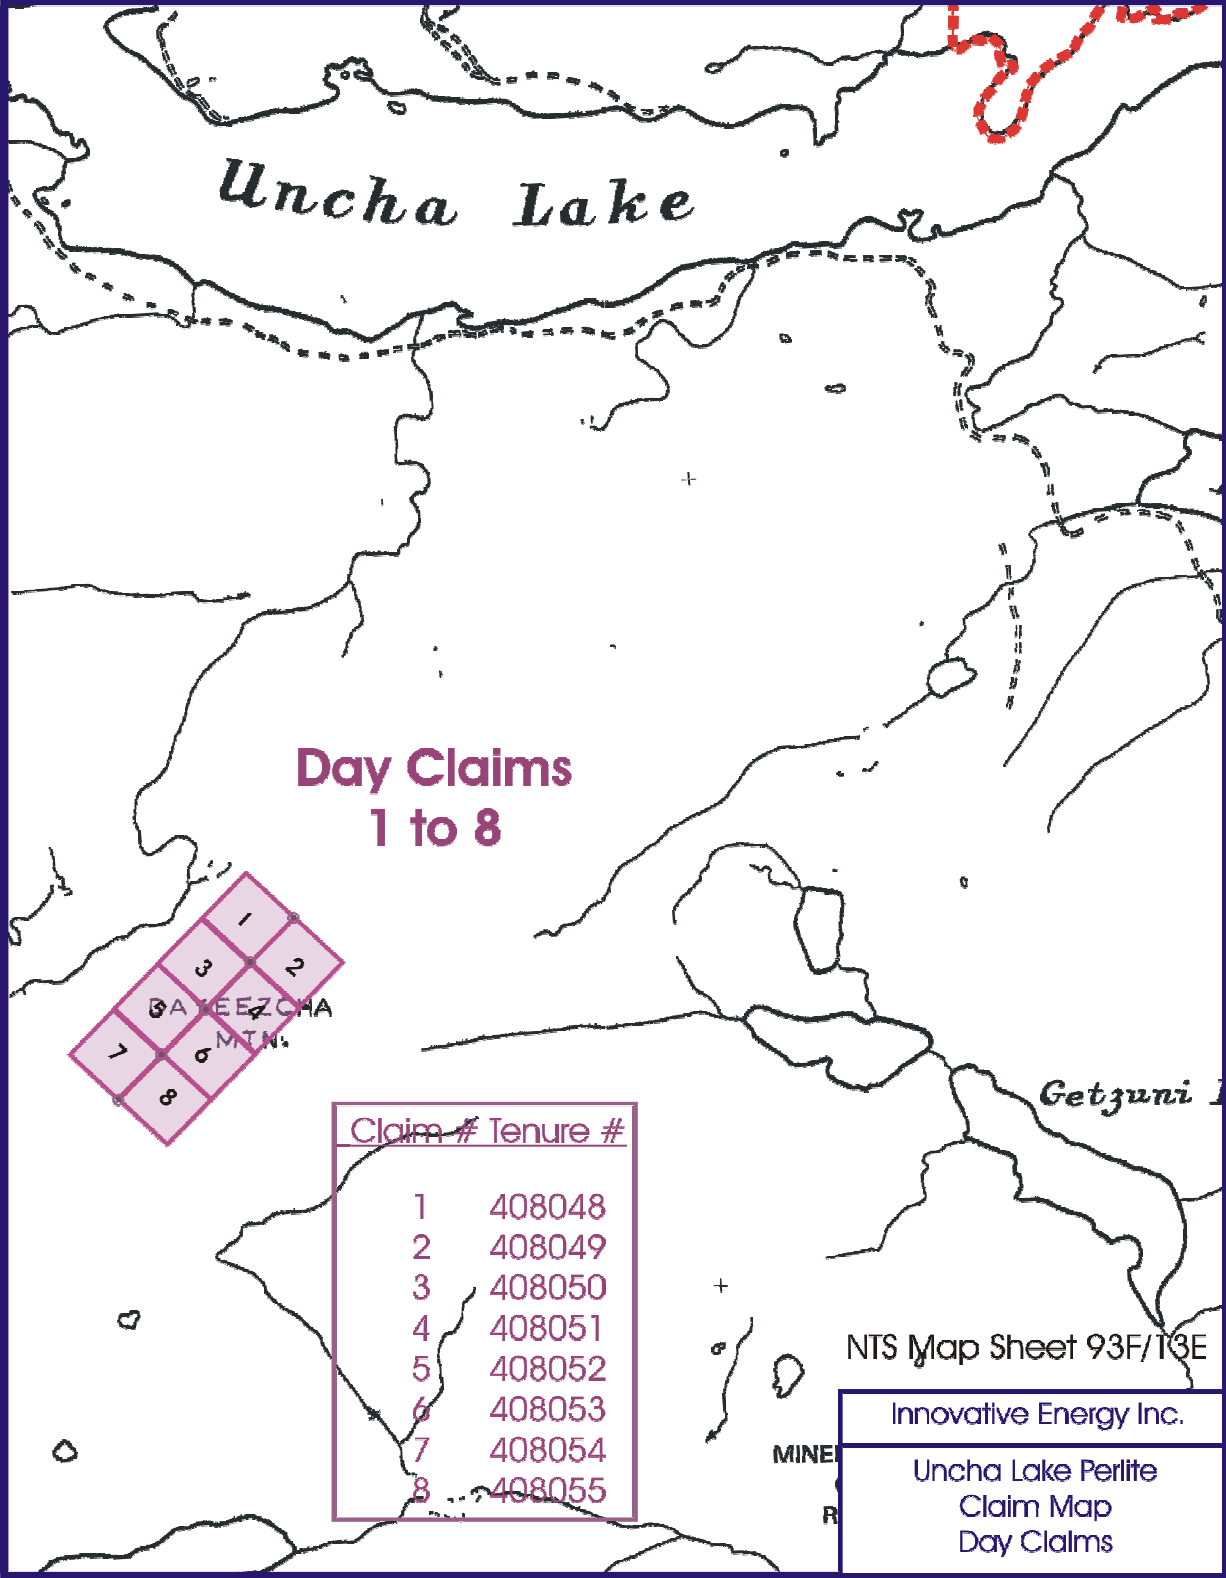 Uncha Lake
Day Claims
1 to 8
1
2
3
4
5
6
7
8
MTN.
Claim # Tenure #
1 408048
2 408049
3 408050
4 408051
5 408052
6 408053
7 408054
8 408055
Getzuni
NTS Map Sheet 93F/13E
MINE
R
Innovative Energy Inc.
Uncha Lake Perlite
Claim Map
Day Claims